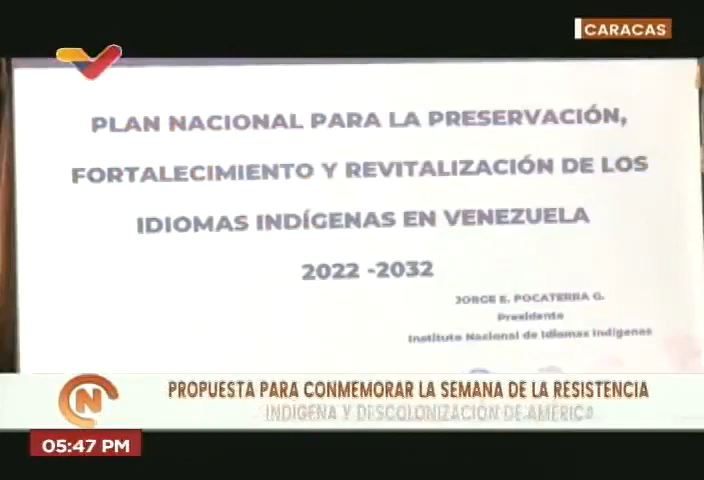 CARACAS
PLAN NACIONAL PARA LA PRESERVACIÓN,
FORTALECIMIENTO Y REVITALIZACIÓN DE LOS
IDIOMAS INDÍGENAS EN VENEZUELA
2022 -2032
JORGE E. POCATERRA G.
Presidente
Instituto Nacional de Idiomas Indígenas
PROPUESTA PARA CONMEMORAR LA SEMANA DE LA RESISTENCIA
INDÍGENA Y DESCOLONIZACIÓN DE AMÉRICA
N
05:47 PM